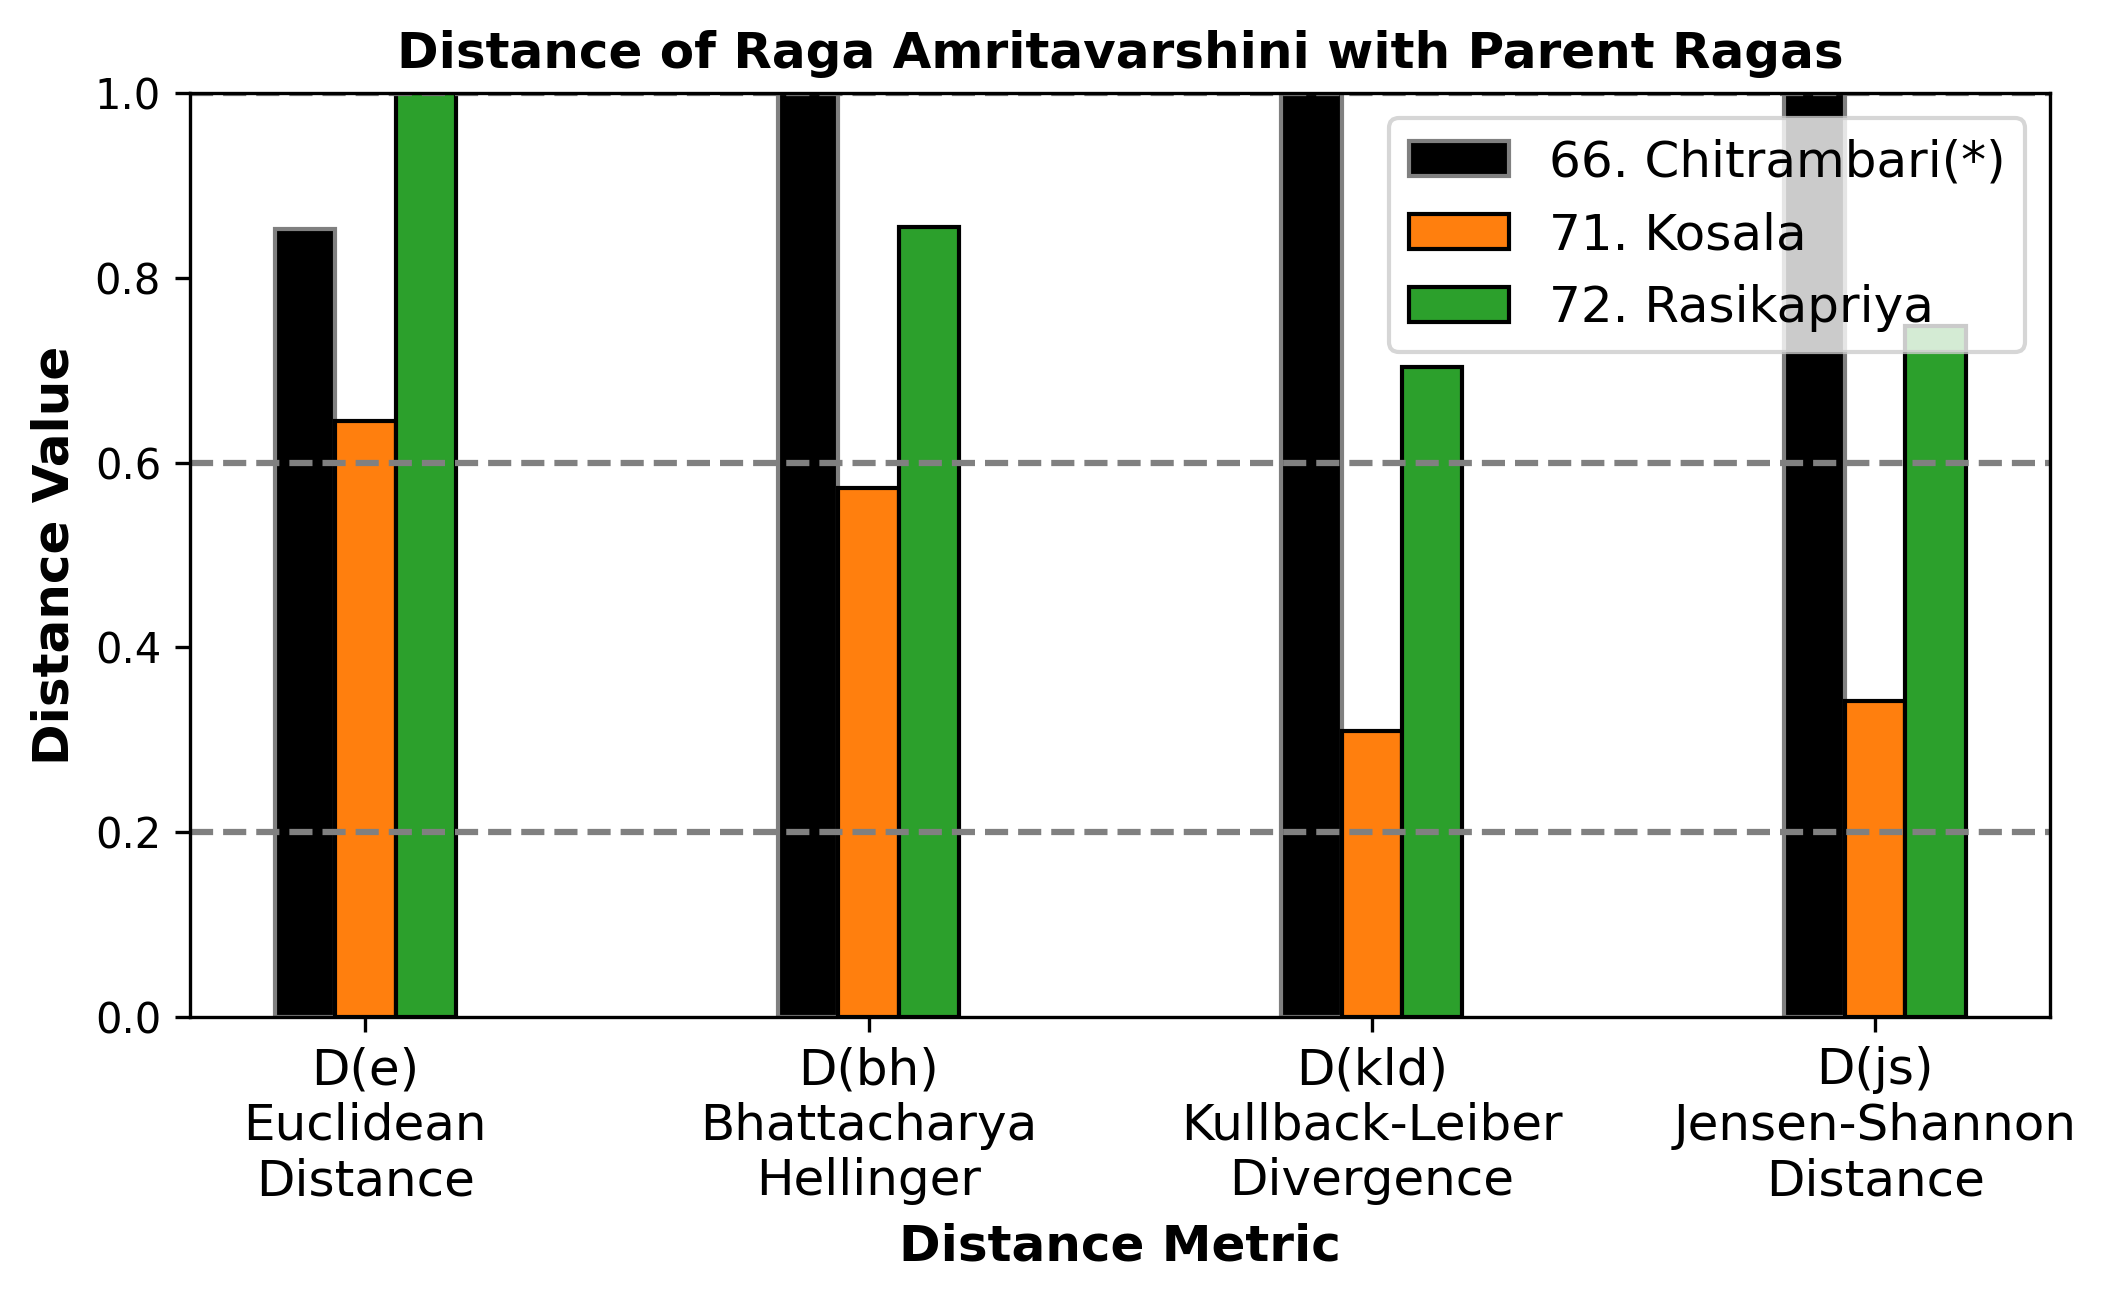 Distance of Raga Amritavarshini with Parent Ragas
1.0
0.8
0.6
0.4
0.2
0.0
Distance Value
66. Chitrambari(*)
71. Kosala
72. Rasikapriya
D(e)
Euclidean
Distance
D(bh)
Bhattacharya
Hellinger
D(kld)
Kullback-Leiber
Divergence
D(js)
Jensen-Shannon
Distance
Distance Metric